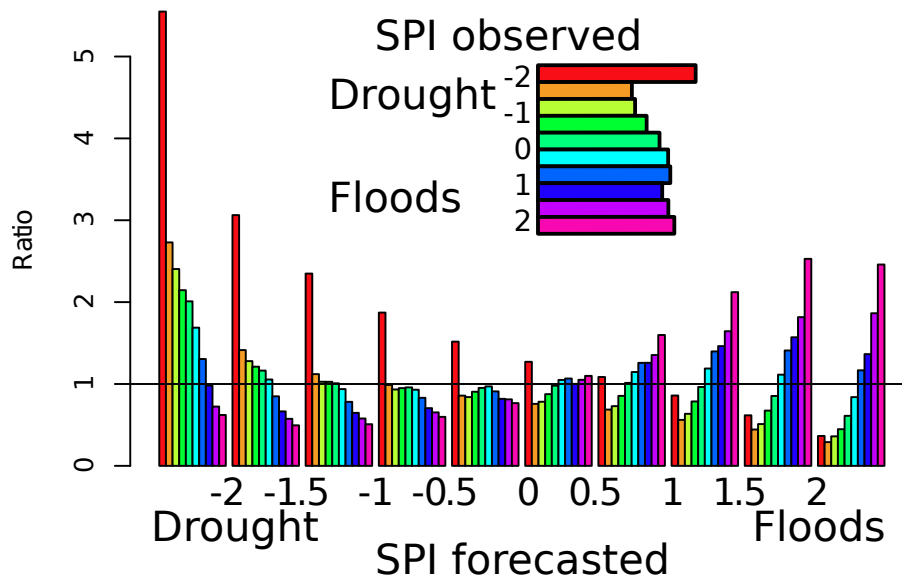 SPI observed
Drought
-2
-1
0
Floods
1
2
Ratio
5
4
3
2
1
0
-2 -1.5 -1 -0.5 0 0.5 1 1.5 2
Drought Floods
SPI forecasted